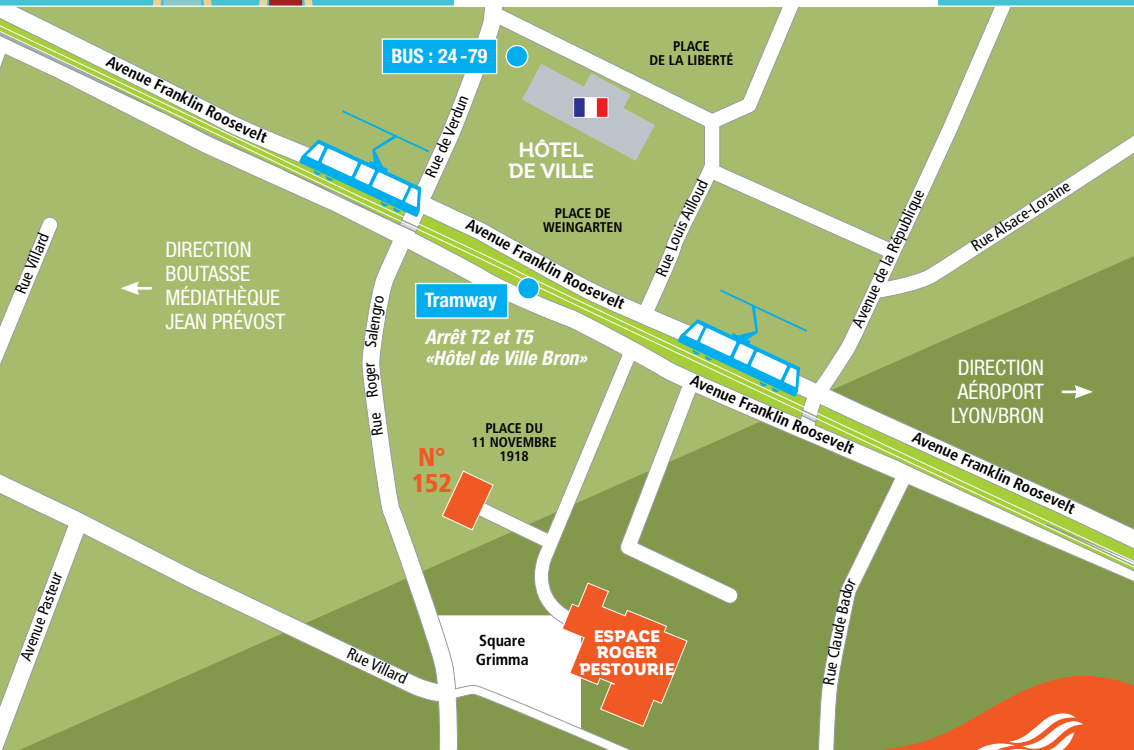 BUS : 24 -79
PLACE
DE LA LIBERTÉ
Avenue Franklin Roosevelt
Rue de Verdun
HÔTEL
DE VILLE
PLACE DE
WEINGARTEN
Rue Louis Ailloud
Avenue de la République
Rue Alsace-Loraine
Rue Villard
DIRECTION
BOUTASSE
MÉDIATHÈQUE
JEAN PRÉVOST
Avenue Franklin Roosevelt
Tramway
Arrêt T2 et T5
«Hôtel de Ville Bron»
Rue Roger Salengro
DIRECTION
AÉROPORT
LYON/BRON
Avenue Franklin Roosevelt
Avenue Franklin Roosevelt
PLACE DU
11 NOVEMBRE
1918
N°
152
Avenue Pasteur
Rue Villard
Square
Grimma
ESPACE
ROGER
PESTOURIE
Rue Claude Bador